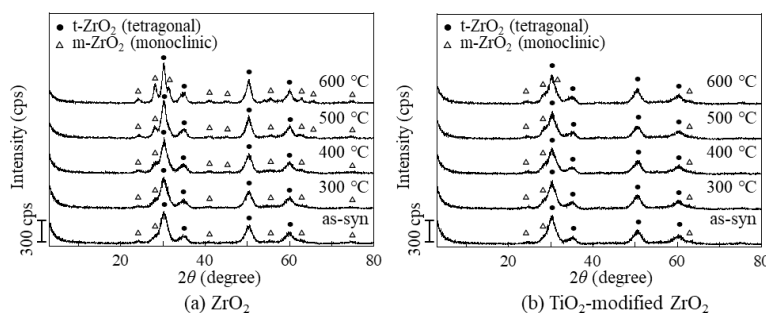 (a)
● t-ZrO₂ (tetragonal)
△ m-ZrO₂ (monoclinic)
600 °C
500 °C
400 °C
300 °C
as-syn
Intensity (cps)
300 cps
20 40 60 80
2θ (degree)
(a) ZrO₂
(b)
● t-ZrO₂ (tetragonal)
△ m-ZrO₂ (monoclinic)
600 °C
500 °C
400 °C
300 °C
as-syn
Intensity (cps)
300 cps
20 40 60 80
2θ (degree)
(b) TiO₂-modified ZrO₂